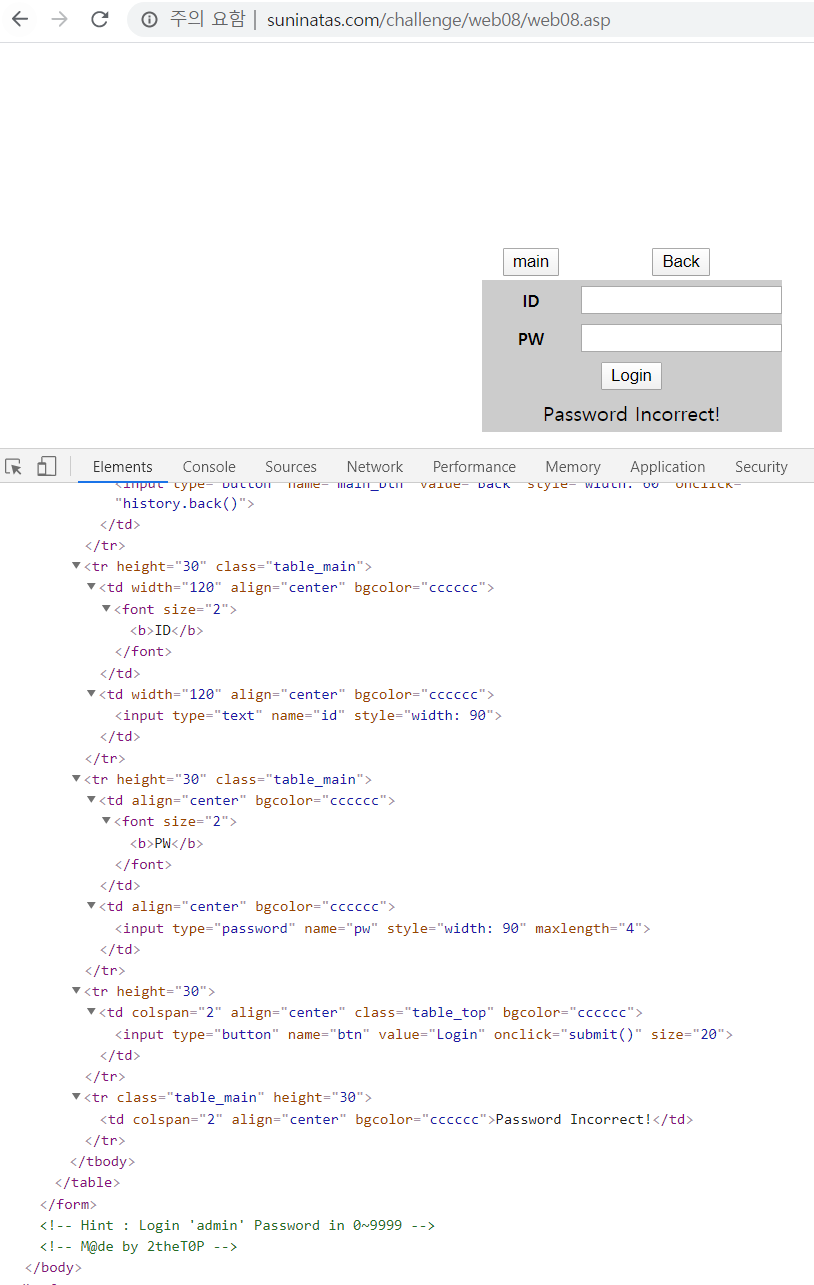 주의 요함 | suninatas.com/challenge/web08/web08.asp
main Back
ID
PW
Login
Password Incorrect!
Elements Console Sources Network Performance Memory Application Security
<input type="button" name="main_btn" value="Back" style="width: 60" onclick=
"history.back()">
</td>
</tr>
<tr height="30" class="table_main">
<td width="120" align="center" bgcolor="cccccc">
<font size="2">
<b>ID</b>
</font>
</td>
<td width="120" align="center" bgcolor="cccccc">
<input type="text" name="id" style="width: 90">
</td>
</tr>
<tr height="30" class="table_main">
<td align="center" bgcolor="cccccc">
<font size="2">
<b>PW</b>
</font>
</td>
<td align="center" bgcolor="cccccc">
<input type="password" name="pw" style="width: 90" maxlength="4">
</td>
</tr>
<tr height="30">
<td colspan="2" align="center" class="table_top" bgcolor="cccccc">
<input type="button" name="btn" value="Login" onclick="submit()" size="20">
</td>
</tr>
<tr class="table_main" height="30">
<td colspan="2" align="center" bgcolor="cccccc">Password Incorrect!</td>
</tr>
</tbody>
</table>
</form>
<!-- Hint : Login 'admin' Password in 0~9999 -->
<!-- M@de by 2theT0P -->
</body>